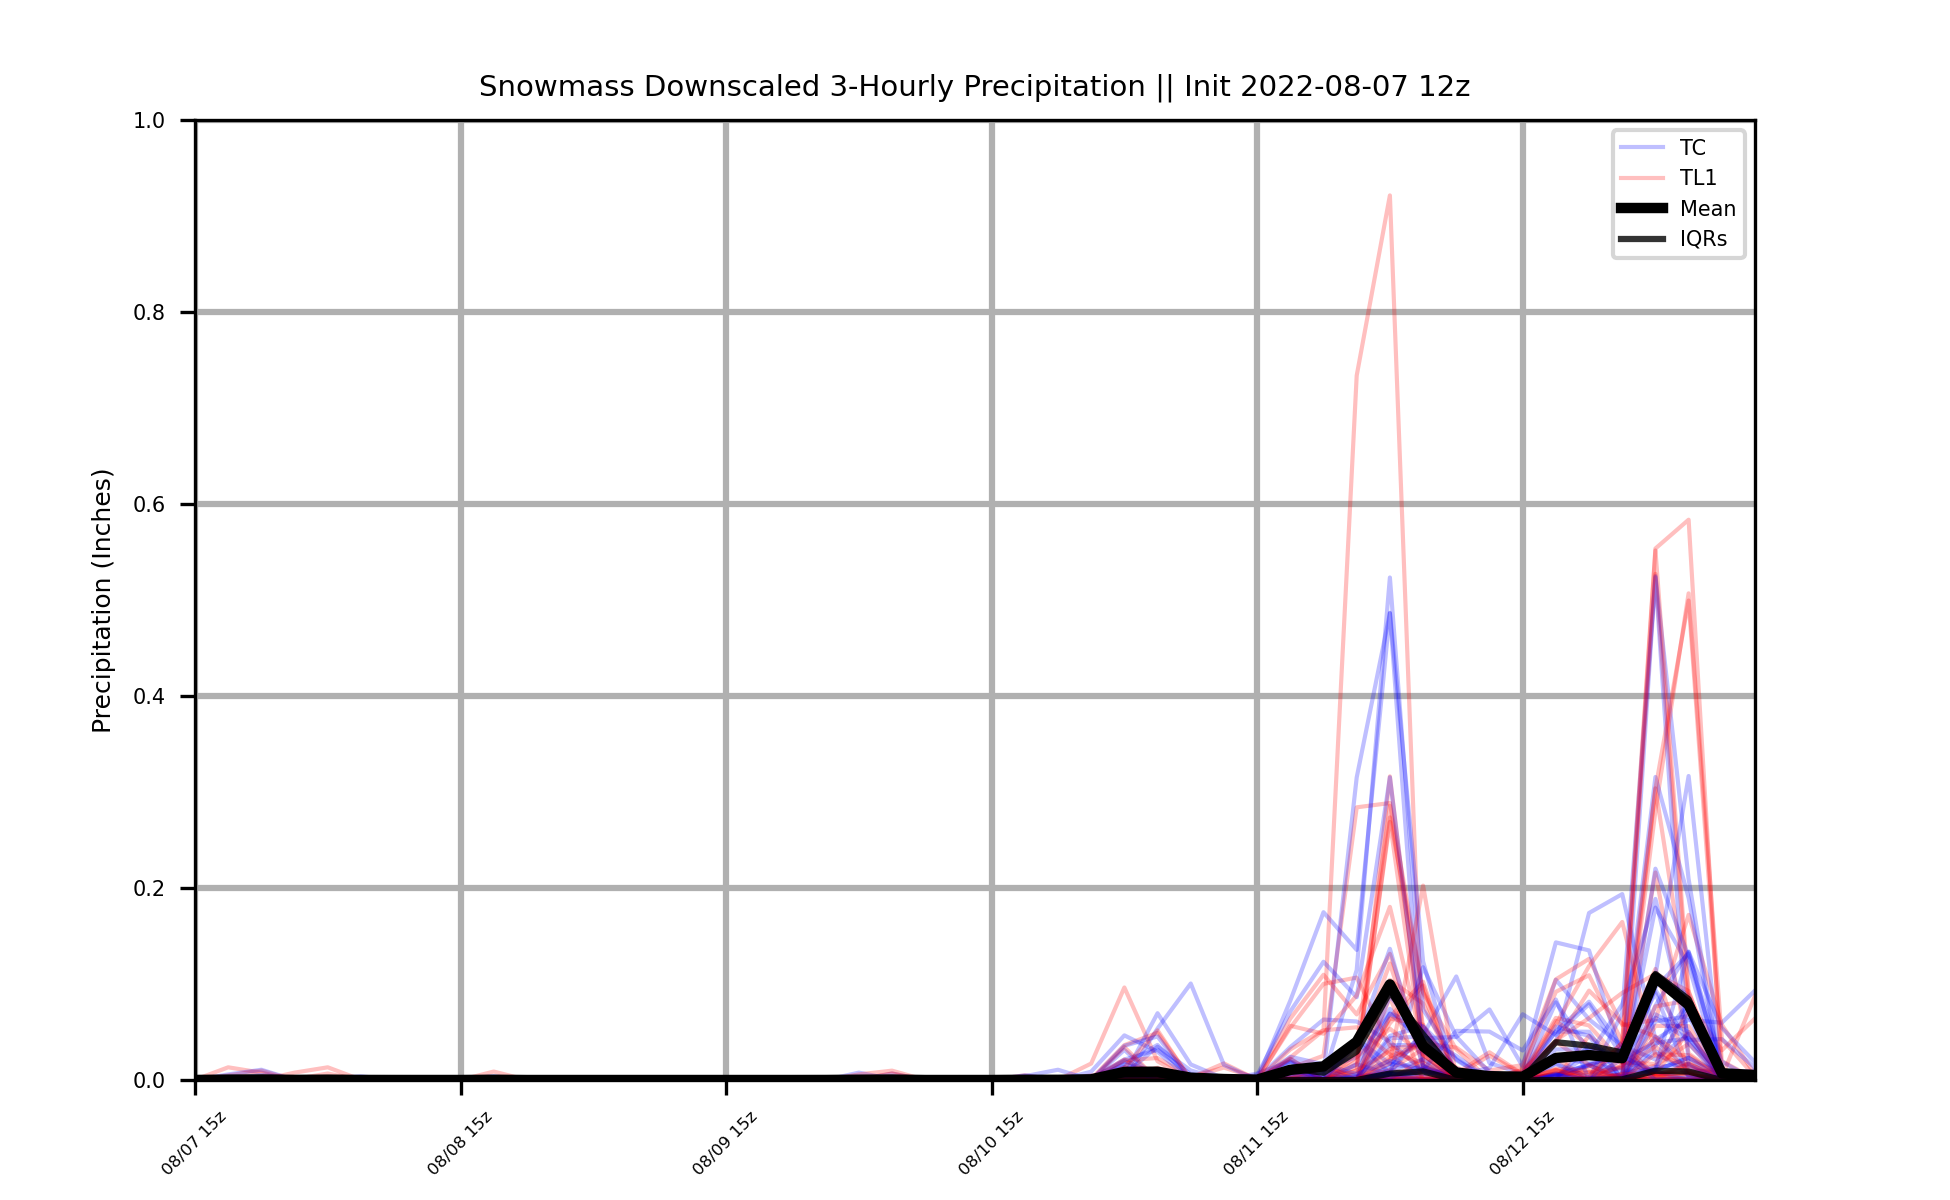 Snowmass Downscaled 3-Hourly Precipitation || Init 2022-08-07 12z
Precipitation (Inches)
1.0
0.8
0.6
0.4
0.2
0.0
TC
TL1
Mean
IQRs
08/07 15z
08/08 15z
08/09 15z
08/10 15z
08/11 15z
08/12 15z